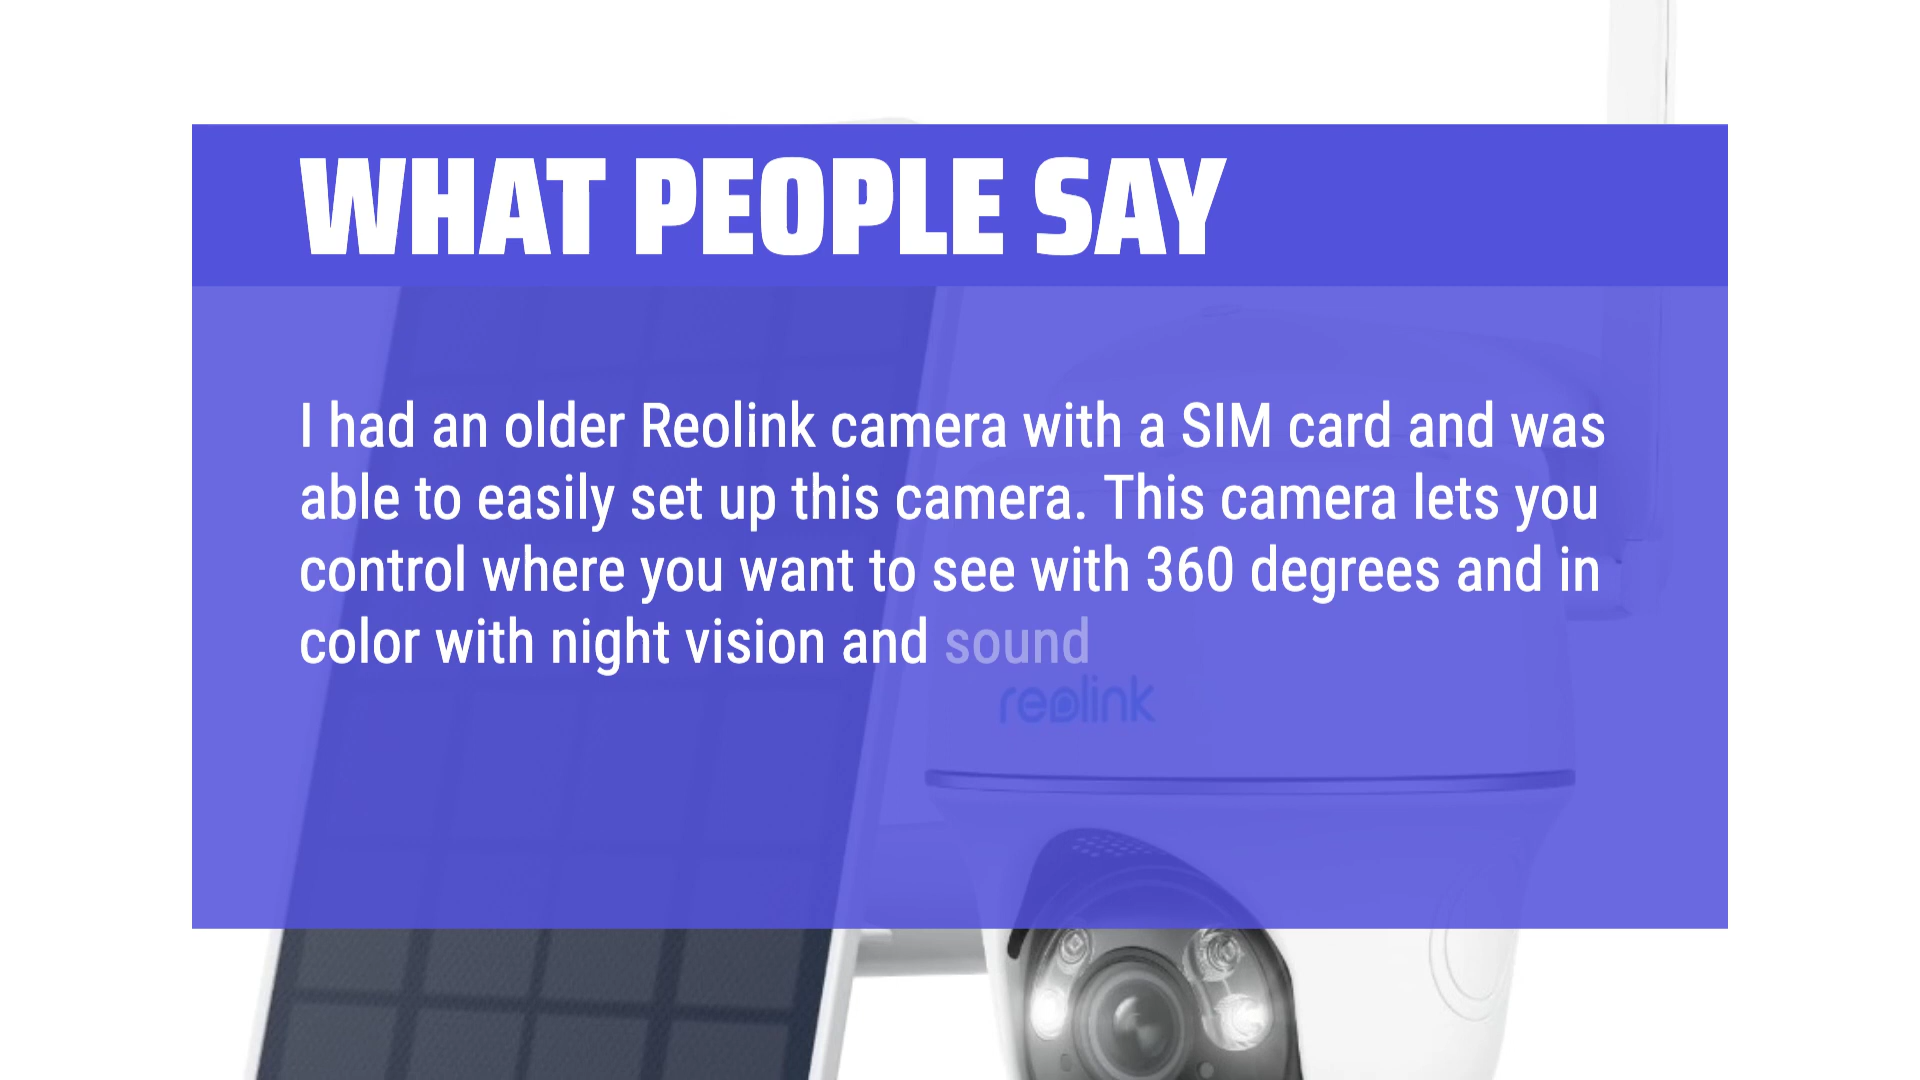 WHAT PEOPLE SAY
I had an older Reolink camera with a SIM card and was
able to easily set up this camera. This camera lets you
control where you want to see with 360 degrees and in
color with night vision and sound
reolink